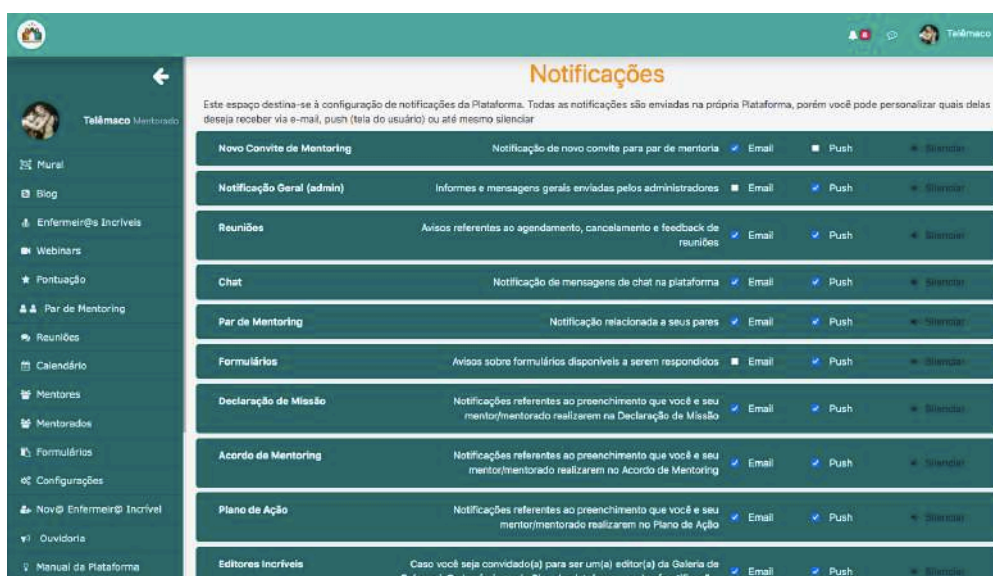 Telêmaco
Notificações
Este espaço destina-se à configuração de notificações da Plataforma. Todas as notificações são enviadas na própria Plataforma, porém você pode personalizar quais delas
deseja receber via e-mail, push (tela do usuário) ou até mesmo silenciar
Telêmaco Mentorado
Mural
Blog
Enfermeir@s Incríveis
Webinars
Pontuação
Par de Mentoring
Reuniões
Calendário
Mentores
Mentorados
Formulários
Configurações
Nov@ Enfermeir@ Incrível
Ouvidoria
Manual da Plataforma
Novo Convite de Mentoring Notificação de novo convite para par de mentoria Email Push Silenciar
Notificação Geral (admin) Informes e mensagens gerais enviadas pelos administradores Email Push Silenciar
Reuniões Avisos referentes ao agendamento, cancelamento e feedback de
reuniões Email Push Silenciar
Chat Notificação de mensagens de chat na plataforma Email Push Silenciar
Par de Mentoring Notificação relacionada a seus pares Email Push Silenciar
Formulários Avisos sobre formulários disponíveis a serem respondidos Email Push Silenciar
Declaração de Missão Notificações referentes ao preenchimento que você e seu
mentor/mentorado realizarem na Declaração de Missão Email Push Silenciar
Acordo de Mentoring Notificações referentes ao preenchimento que você e seu
mentor/mentorado realizarem no Acordo de Mentoring Email Push Silenciar
Plano de Ação Notificações referentes ao preenchimento que você e seu
mentor/mentorado realizarem no Plano de Ação Email Push Silenciar
Editores Incríveis Caso você seja convidado(a) para ser um(a) editor(a) da Galeria de
Email Push Silenciar